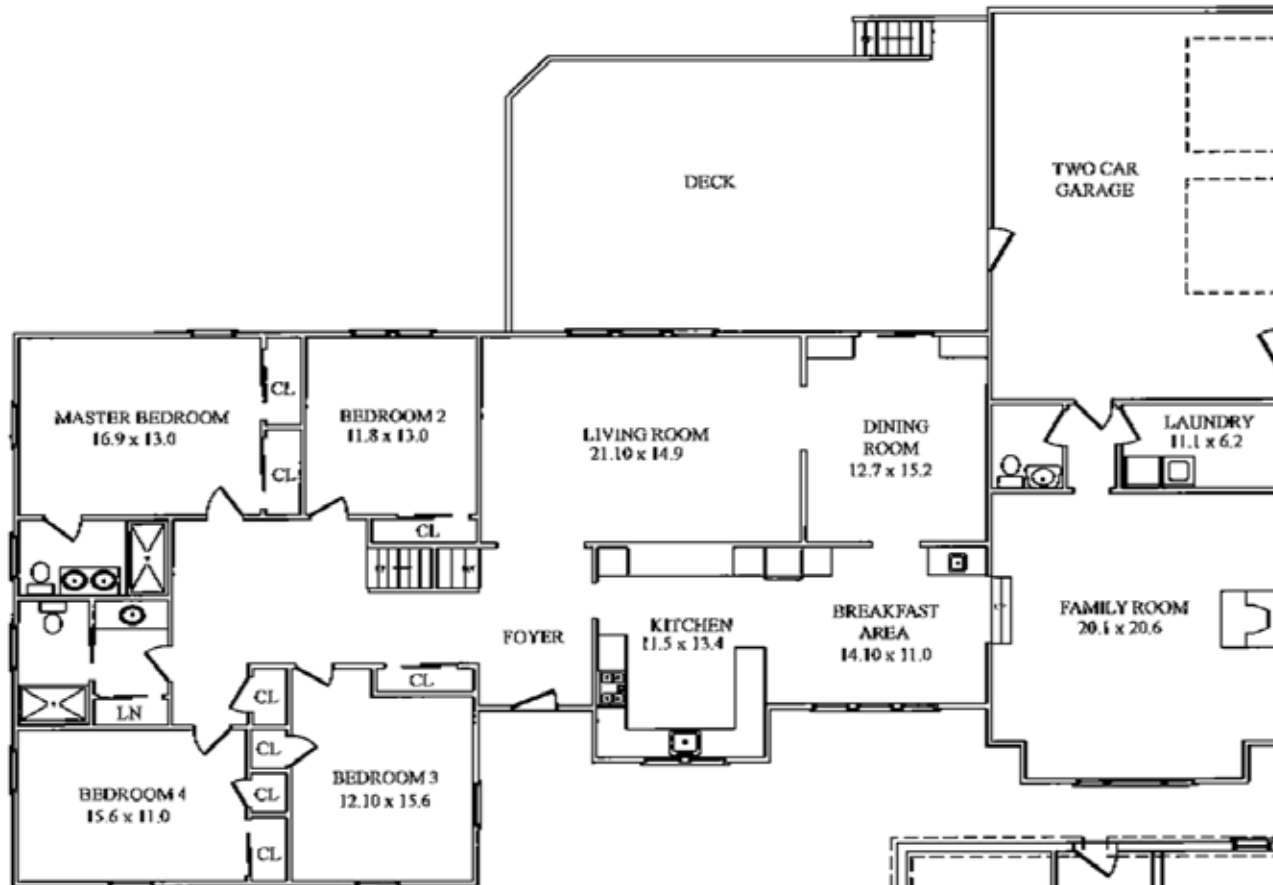 DECK
TWO CAR
GARAGE
MASTER BEDROOM
16.9 x 13.0
CL
CL
BEDROOM 2
11.8 x 13.0
CL
LIVING ROOM
21.10 x 14.9
DINING
ROOM
12.7 x 15.2
LAUNDRY
11.1 x 6.2
FOYER
KITCHEN
11.5 x 13.4
BREAKFAST
AREA
14.10 x 11.0
FAMILY ROOM
20.1 x 20.6
LN
CL
CL
CL
CL
CL
BEDROOM 4
15.6 x 11.0
BEDROOM 3
12.10 x 15.6